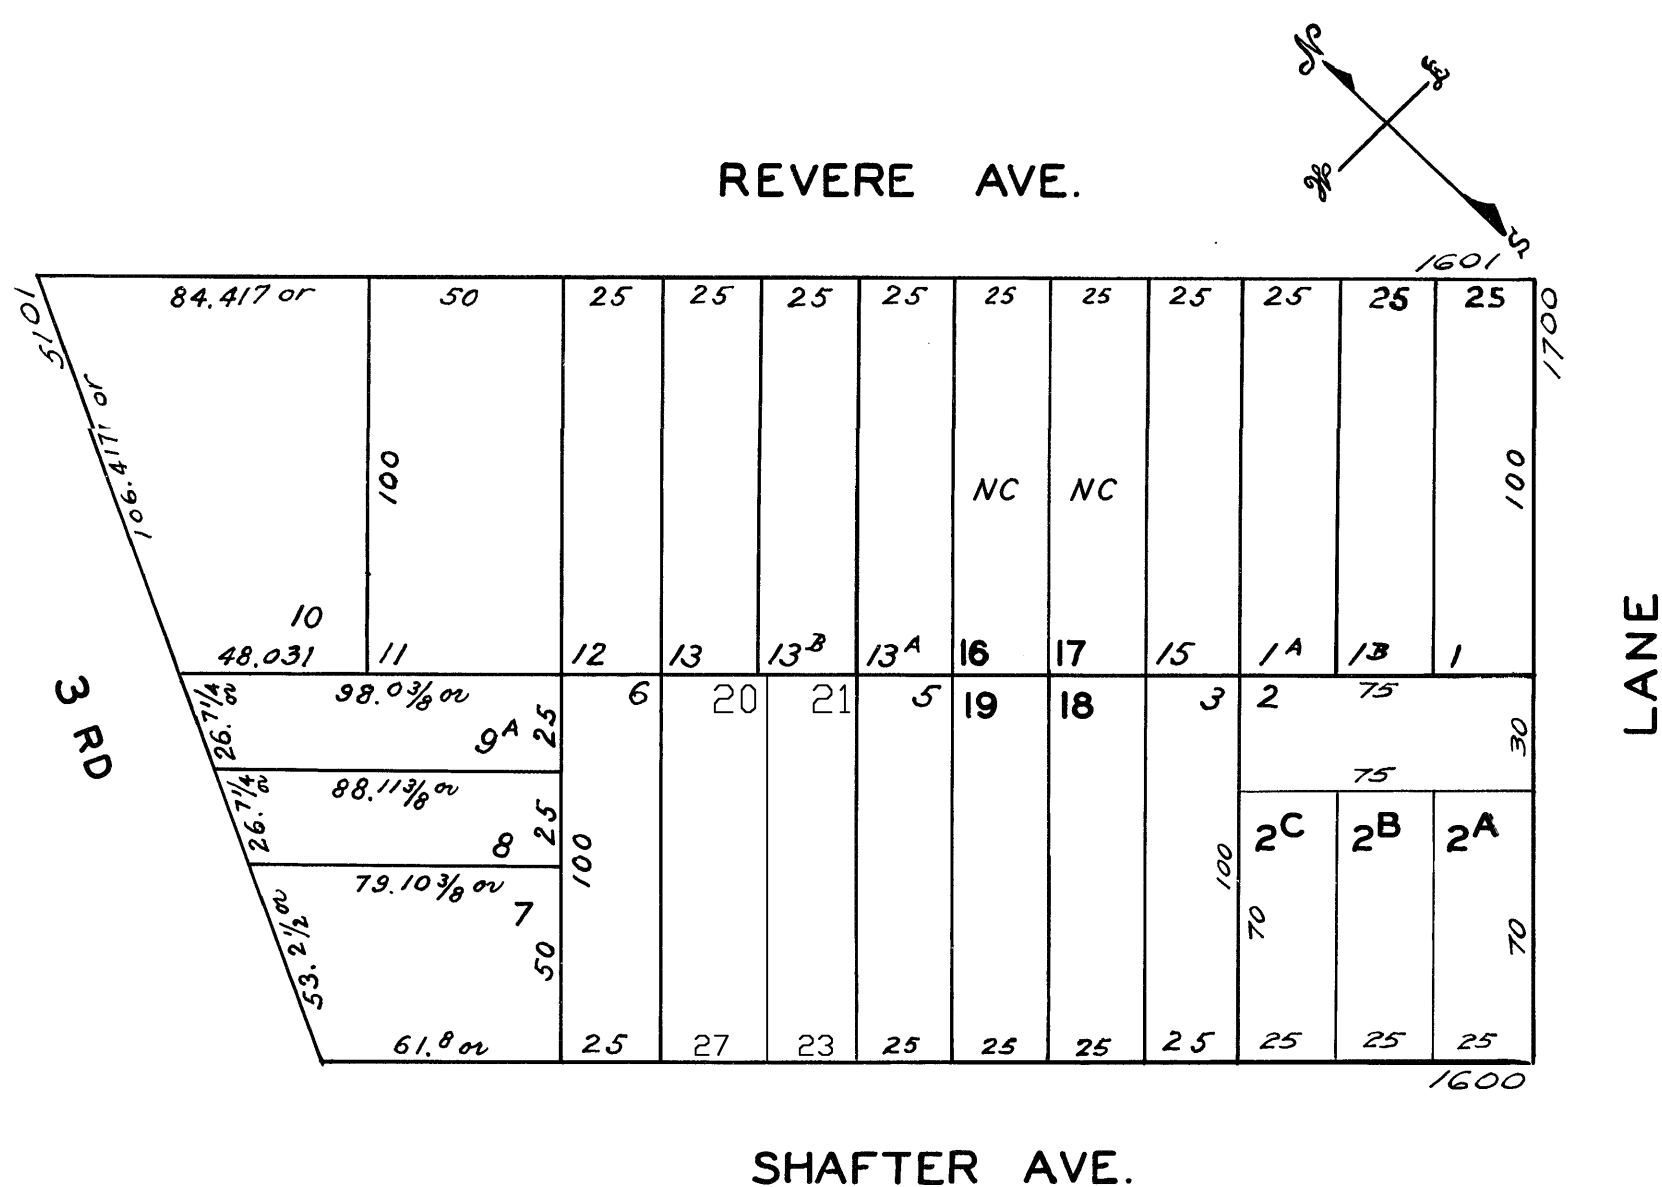 N
E
W
S
REVERE AVE.
1601
5101
84.417 or
50
25
25
25
25
25
25
25
25
25
25
1700
106.417' or
100
NC
NC
100
10
48.031
11
12
13
13B
13A
16
17
15
1A
1B
1
3 RD
LANE
26.7 1/4 or
98.0 3/8 or
9A
25
6
20
21
5
19
18
3
2
75
30
75
26.7 1/4 or
88.11 3/8 or
8
25
100
100
2C
2B
2A
53.2 1/2 or
79.10 3/8 or
7
50
70
70
61.8 or
25
27
23
25
25
25
25
25
25
25
1600
SHAFTER AVE.